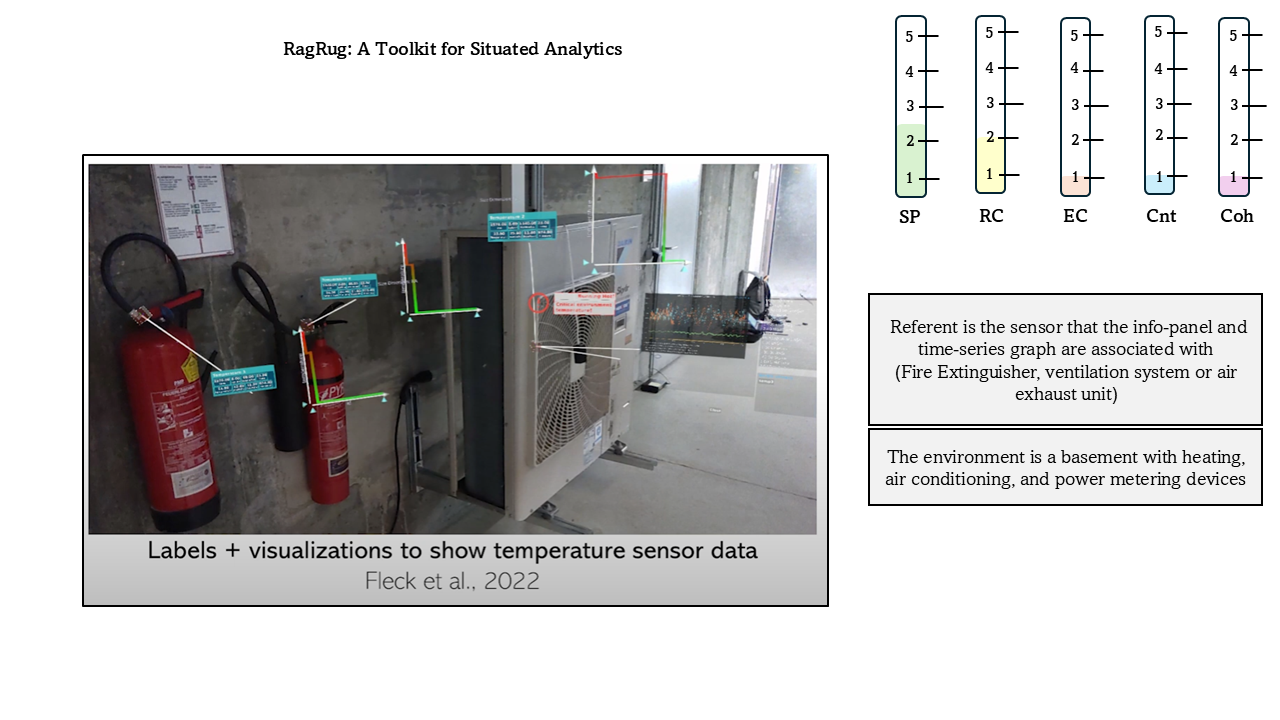 RagRug: A Toolkit for Situated Analytics
5
4
3
2
1
SP
5
4
3
2
1
RC
5
4
3
2
1
EC
5
4
3
2
1
Cnt
5
4
3
2
1
Coh
Labels + visualizations to show temperature sensor data
Fleck et al., 2022
Referent is the sensor that the info-panel and
time-series graph are associated with
(Fire Extinguisher, ventilation system or air
exhaust unit)
The environment is a basement with heating,
air conditioning, and power metering devices